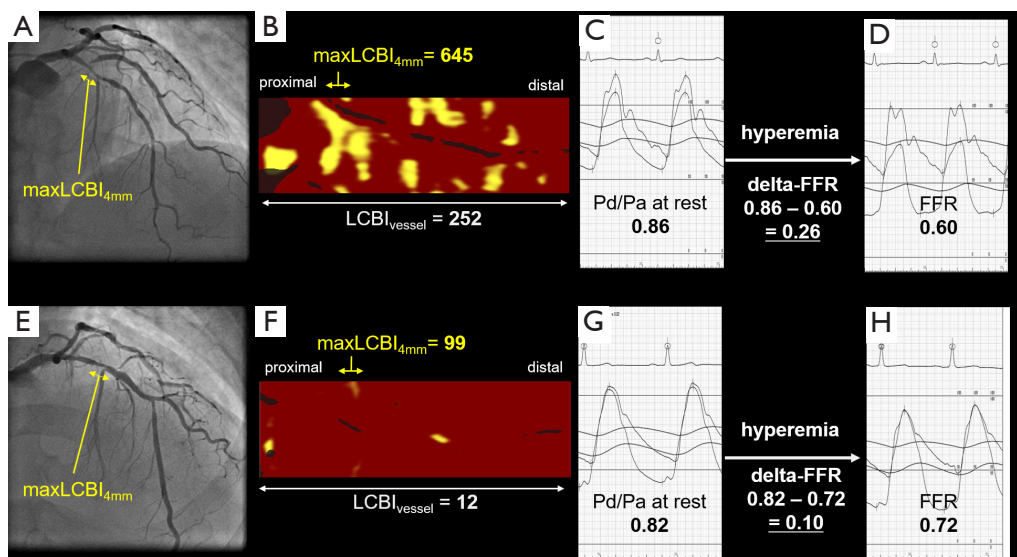 A
maxLCBI4mm
B
maxLCBI4mm= 645
proximal
distal
LCBIvessel = 252
C
Pd/Pa at rest
0.86
hyperemia
delta-FFR
0.86 – 0.60
= 0.26
D
FFR
0.60
E
maxLCBI4mm
F
maxLCBI4mm= 99
proximal
distal
LCBIvessel = 12
G
Pd/Pa at rest
0.82
hyperemia
delta-FFR
0.82 – 0.72
= 0.10
H
FFR
0.72